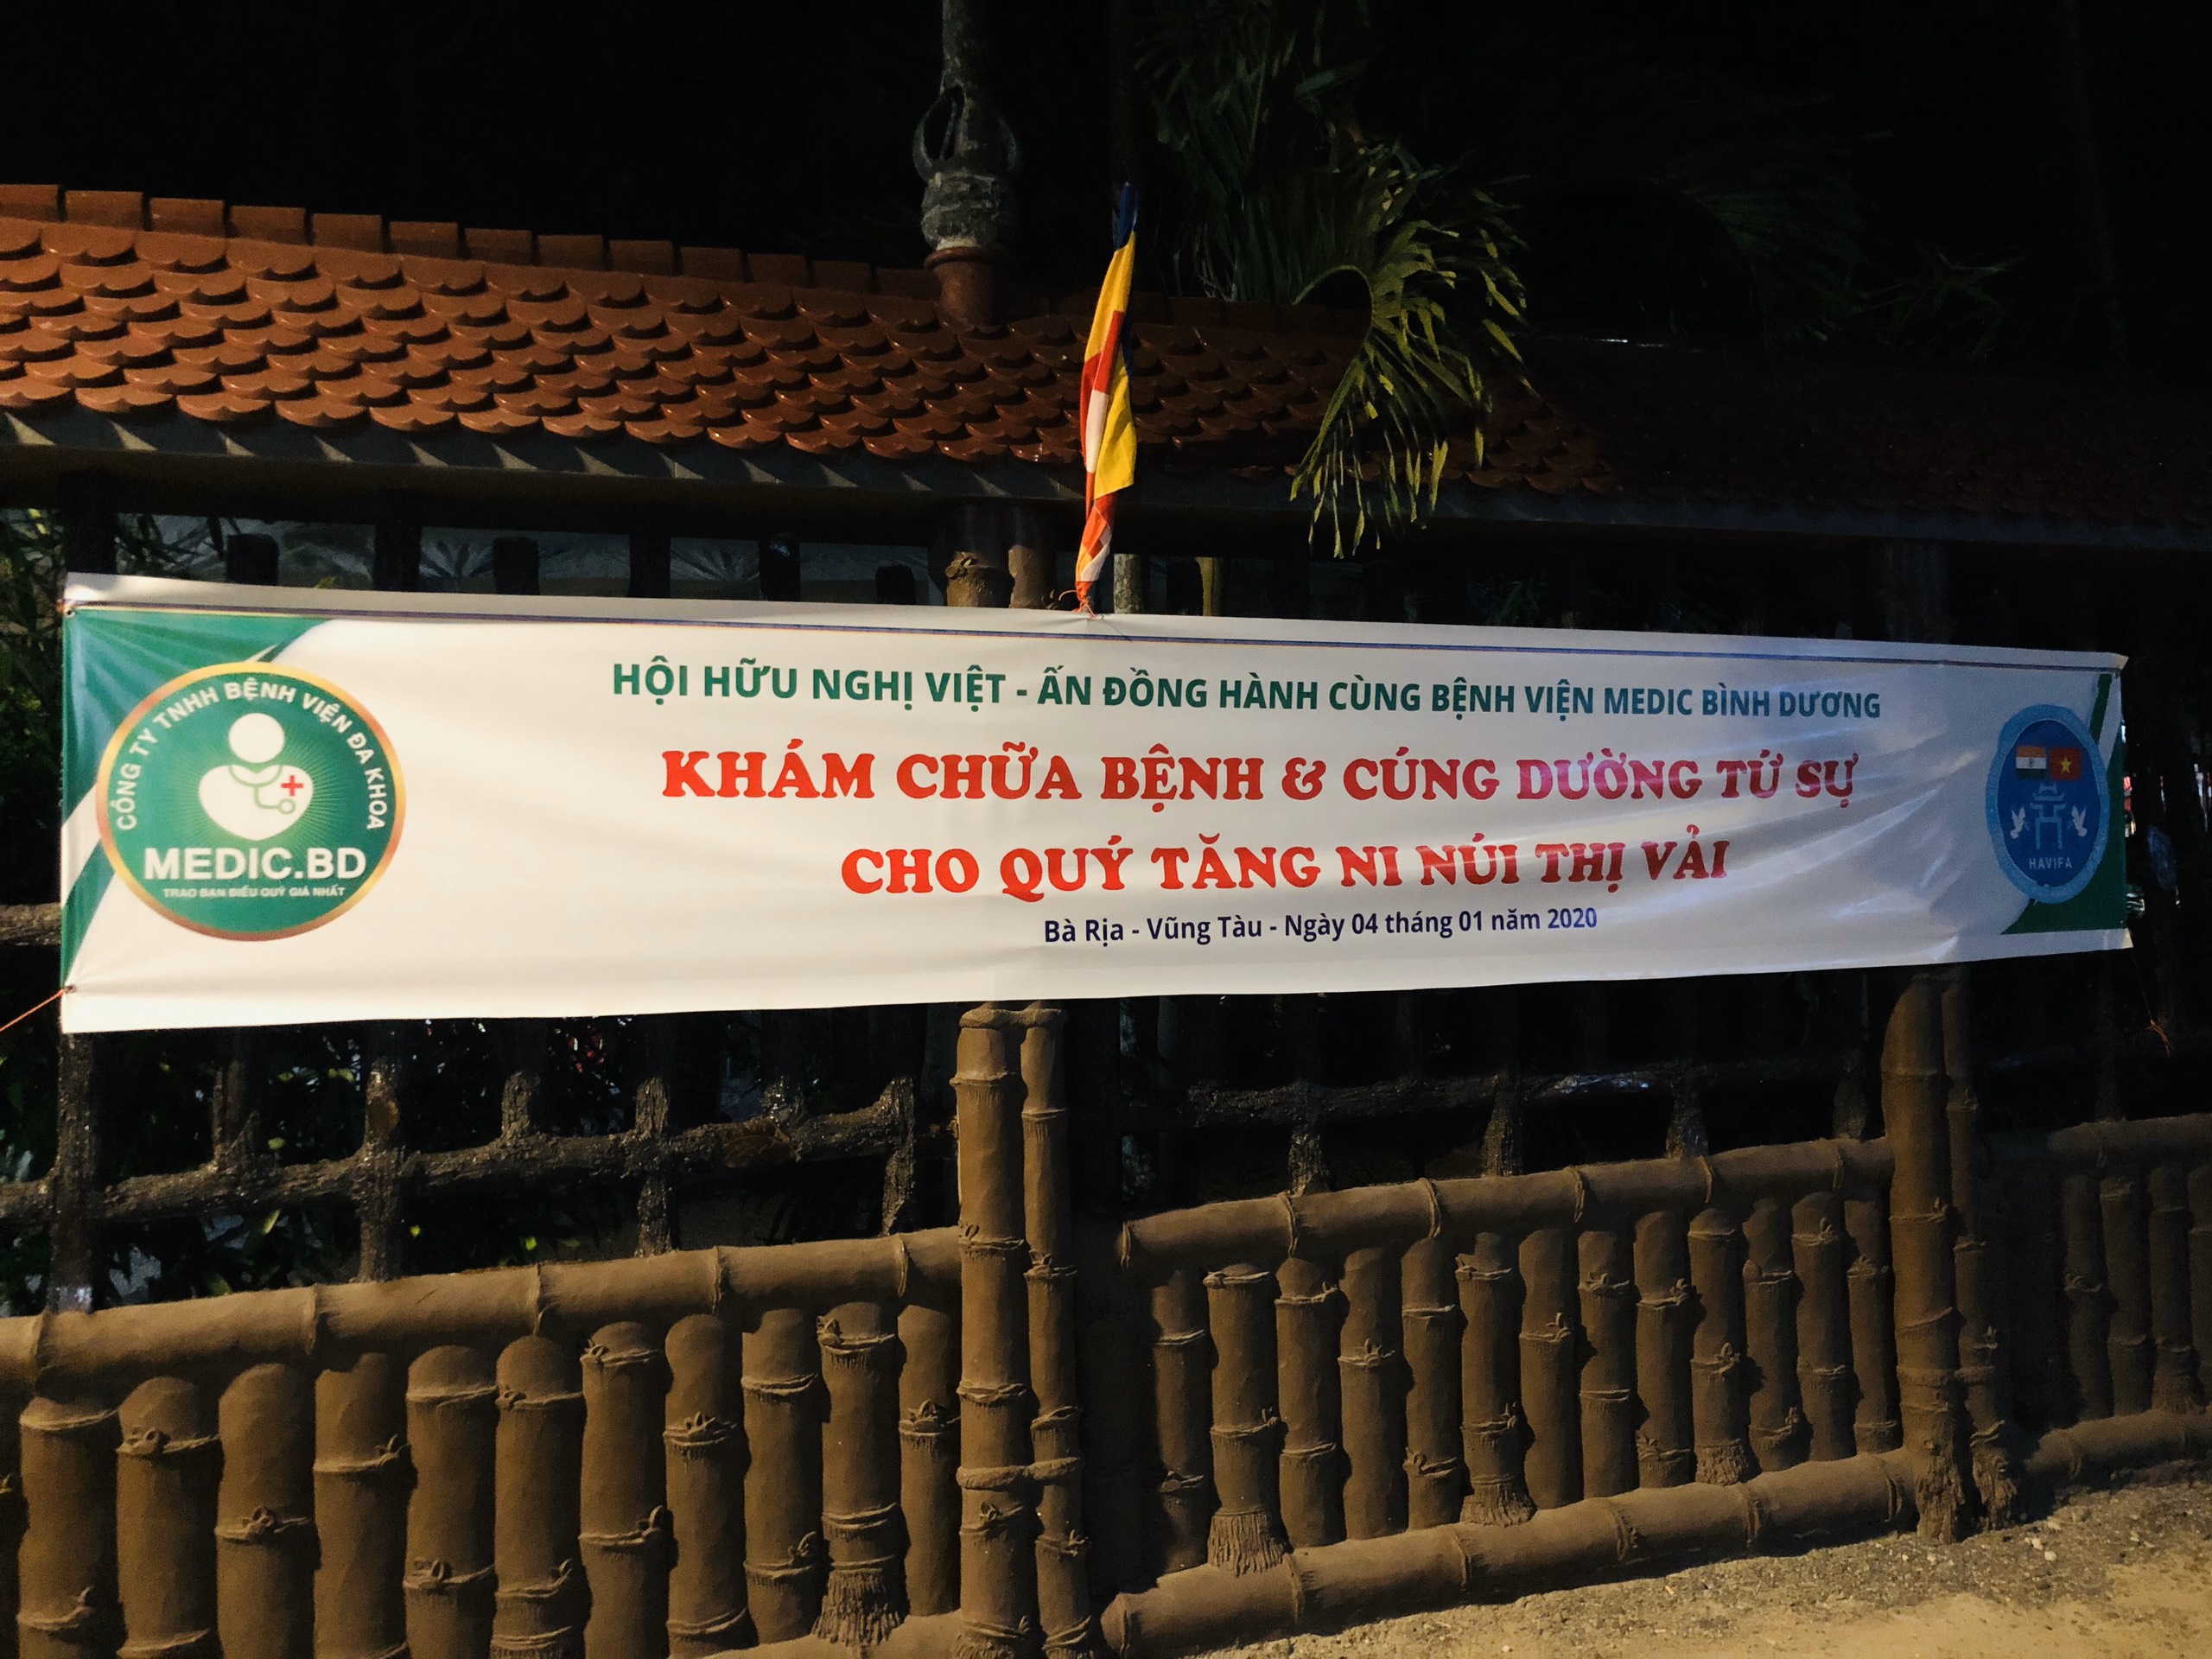 CÔNG TY TNHH BỆNH VIỆN ĐA KHOA
MEDIC.BD
TRAO BẠN ĐIỀU QUÝ GIÁ NHẤT
HỘI HỮU NGHỊ VIỆT - ẤN ĐỒNG HÀNH CÙNG BỆNH VIỆN MEDIC BÌNH DƯƠNG
KHÁM CHỮA BỆNH & CÚNG DƯỜNG TỨ SỰ
CHO QUÝ TĂNG NI NÚI THỊ VẢI
Bà Rịa - Vũng Tàu - Ngày 04 tháng 01 năm 2020
HAVIFA